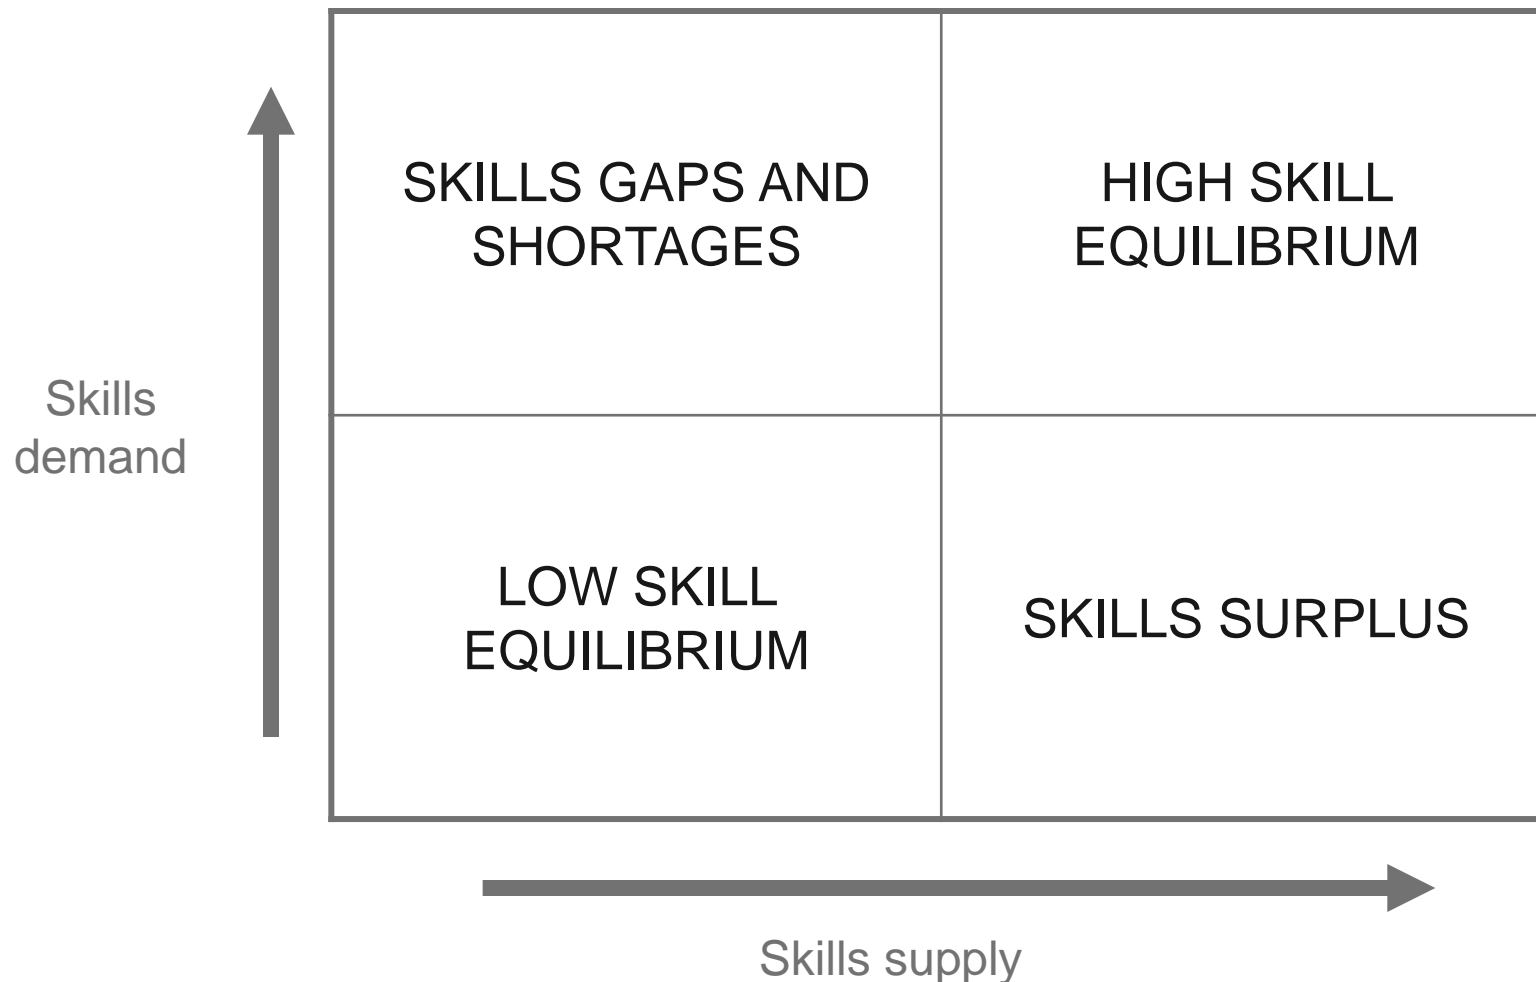 SKILLS GAPS AND
SHORTAGES
HIGH SKILL
EQUILIBRIUM
Skills
demand
LOW SKILL
EQUILIBRIUM
SKILLS SURPLUS
Skills supply